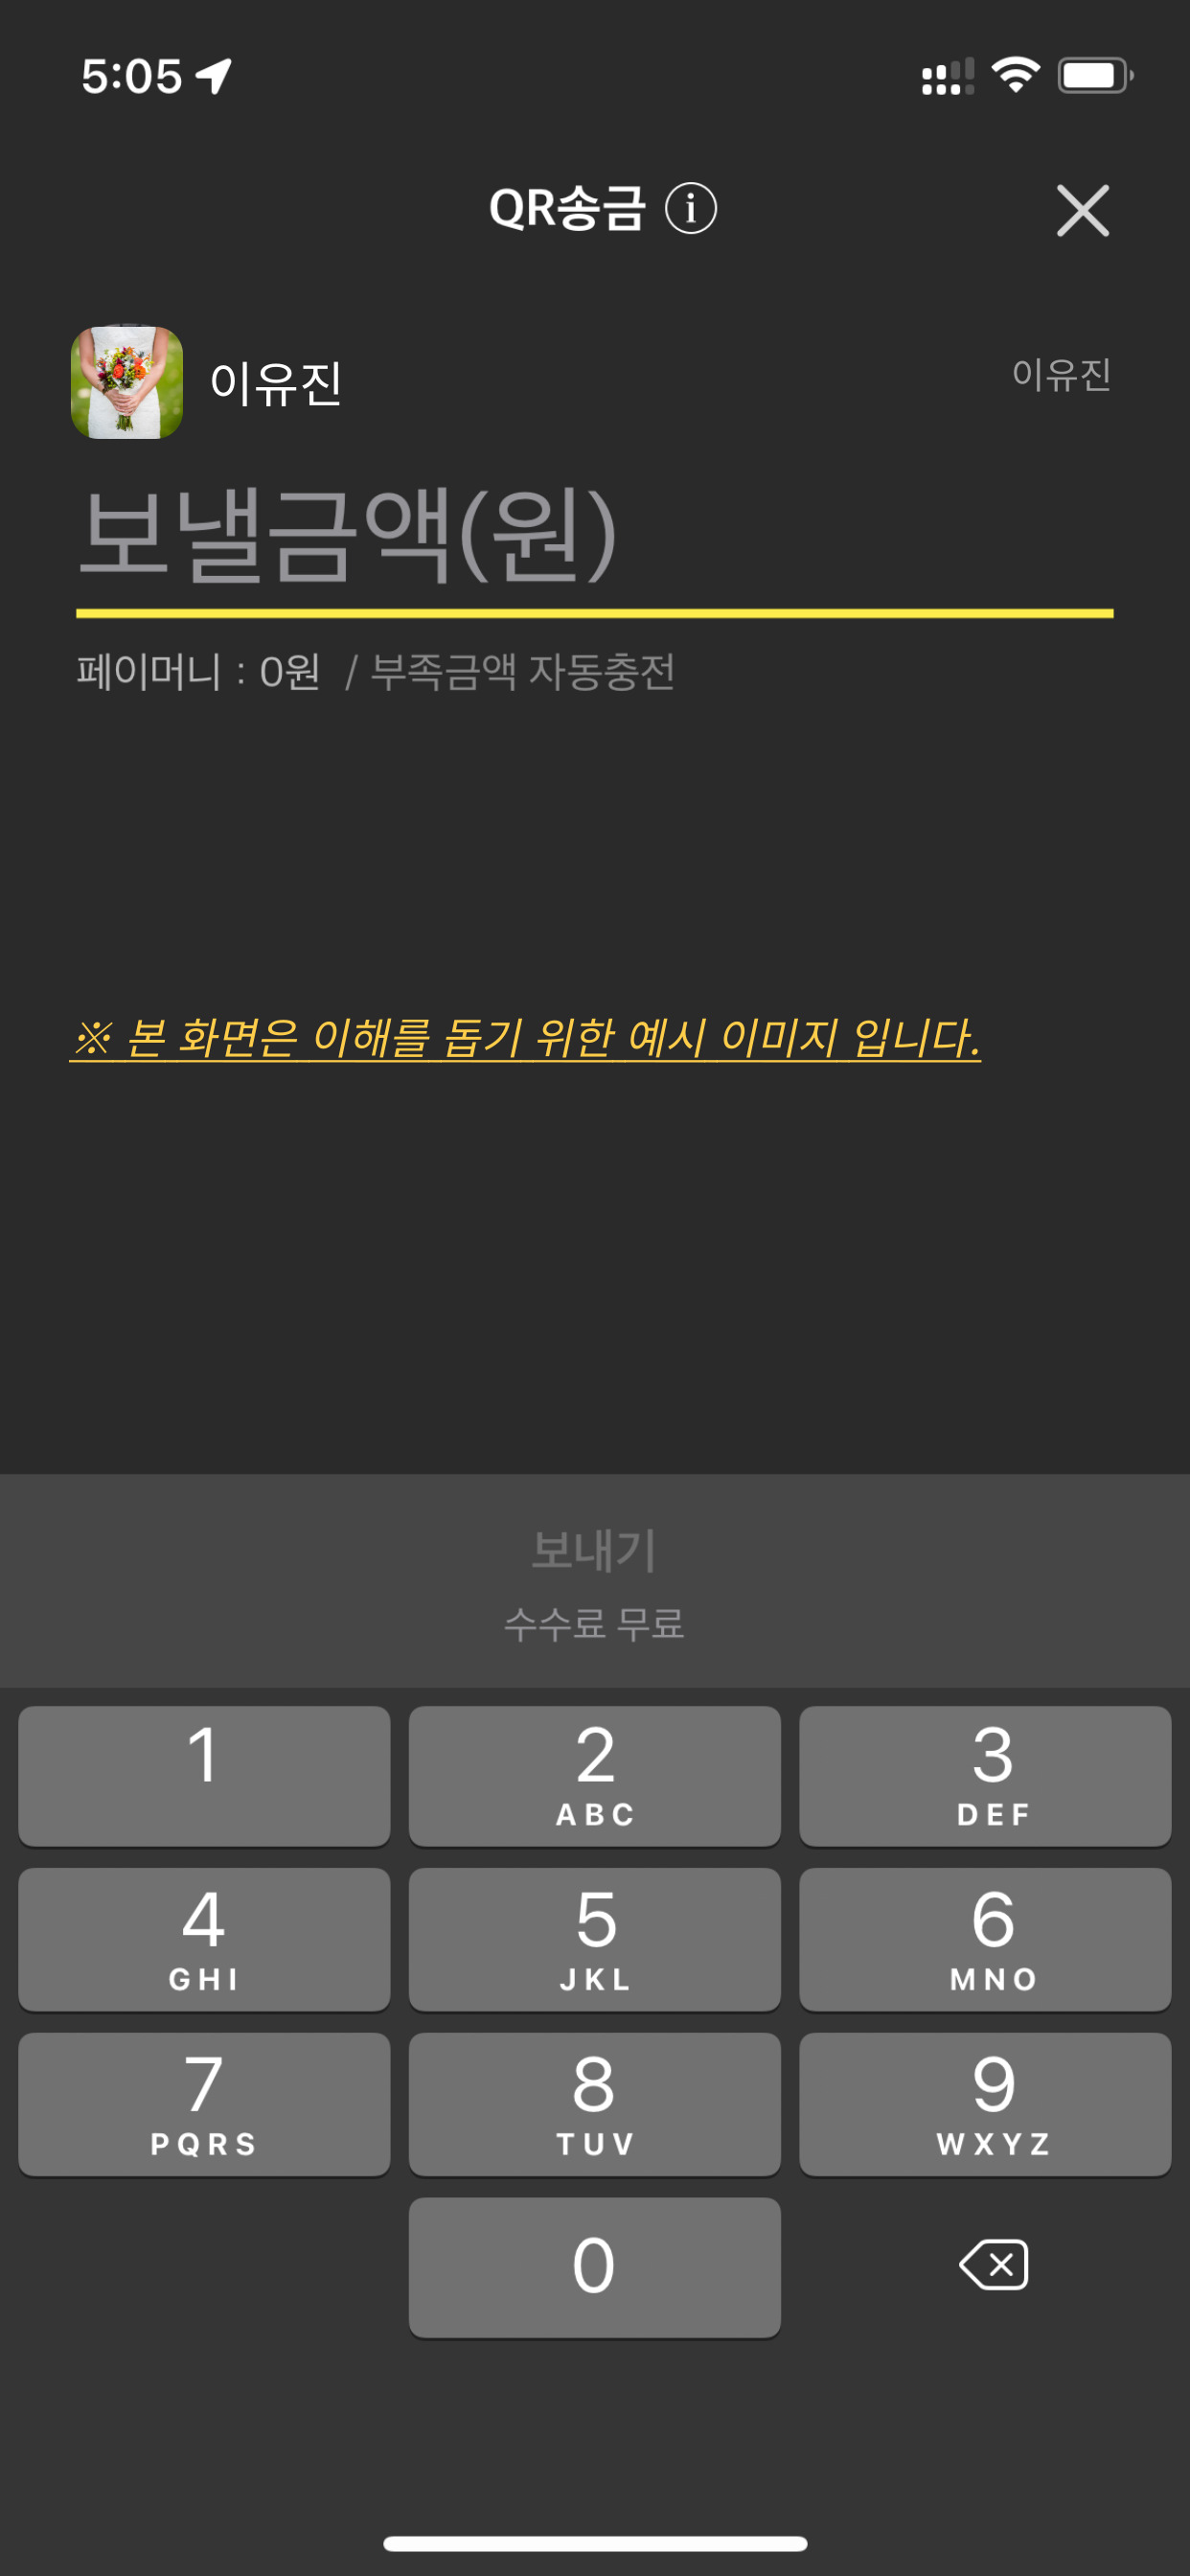 5:05
QR송금 i
이유진
이유진
보낼금액(원)
페이머니 : 0원 / 부족금액 자동충전
※ 본 화면은 이해를 돕기 위한 예시 이미지 입니다.
보내기
수수료 무료
1
2
ABC
3
DEF
4
GHI
5
JKL
6
MNO
7
PQRS
8
TUV
9
WXYZ
0